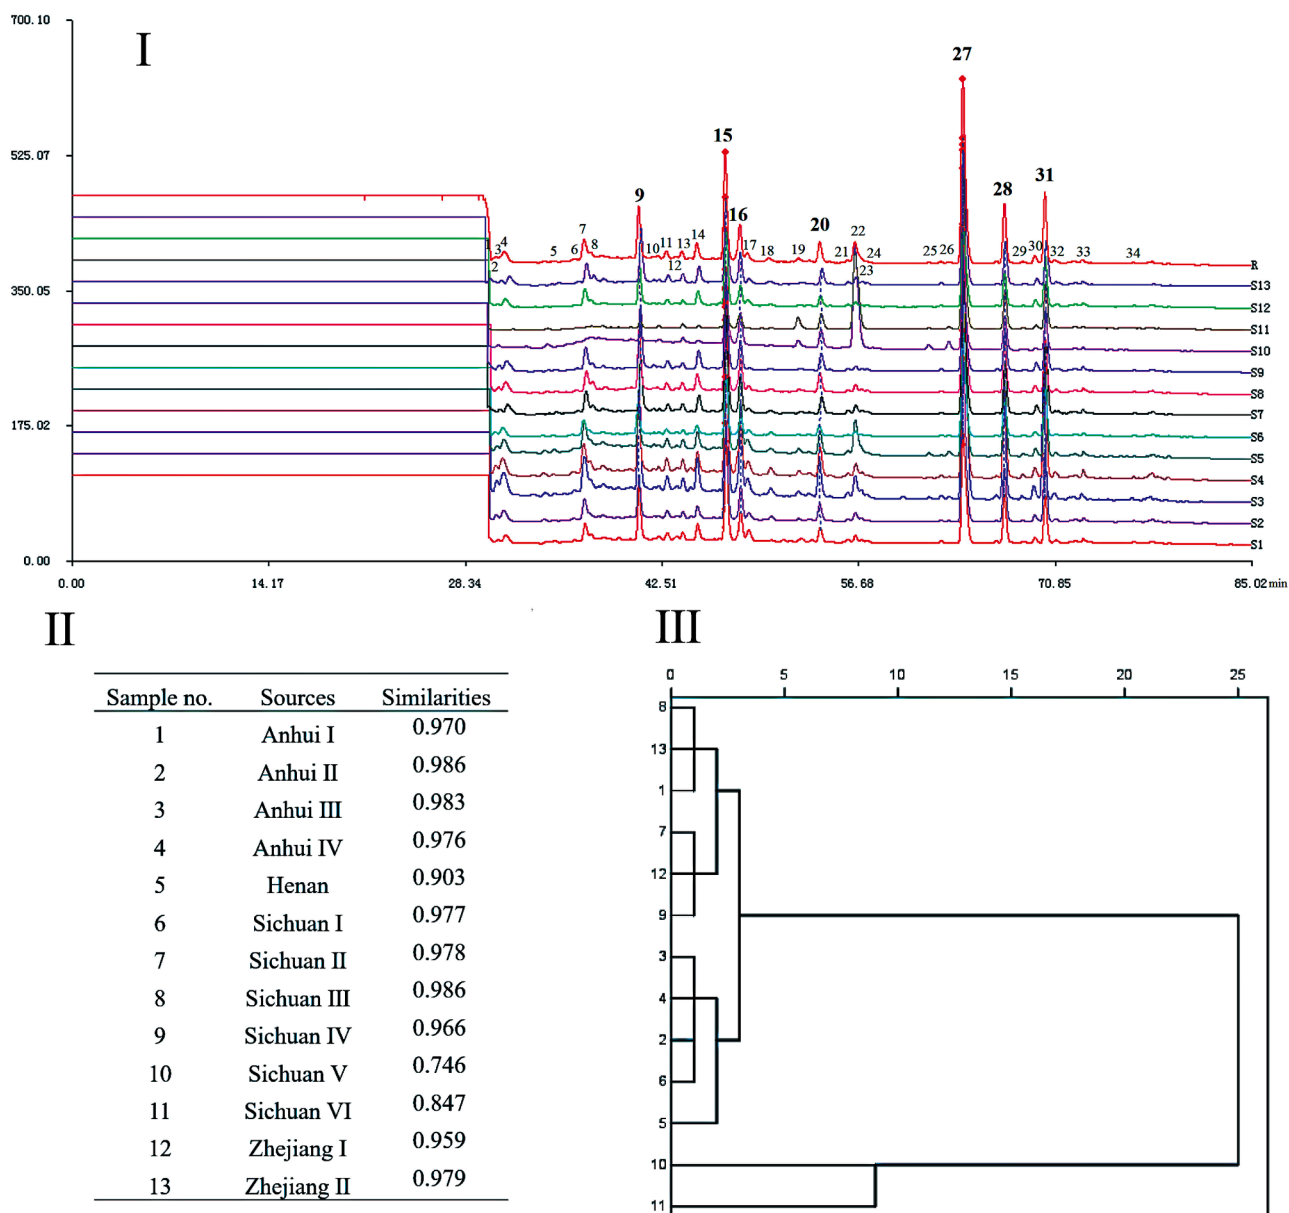 700.10
I
525.07
350.05
175.02
0.00
0.00 14.17 28.34 42.51 56.68 70.85 85.02 min
1 2 3 4 5 6 7 8 9 10 11 12 13 14 15 16 17 18 19 20 21 22 23 24 25 26 27 28 29 30 31 32 33 34
R
S13
S12
S11
S10
S9
S8
S7
S6
S5
S4
S3
S2
S1
II
Sample no. Sources Similarities
1 Anhui I 0.970
2 Anhui II 0.986
3 Anhui III 0.983
4 Anhui IV 0.976
5 Henan 0.903
6 Sichuan I 0.977
7 Sichuan II 0.978
8 Sichuan III 0.986
9 Sichuan IV 0.966
10 Sichuan V 0.746
11 Sichuan VI 0.847
12 Zhejiang I 0.959
13 Zhejiang II 0.979
III
0 5 10 15 20 25
8
13
1
7
12
9
3
4
2
6
5
10
11